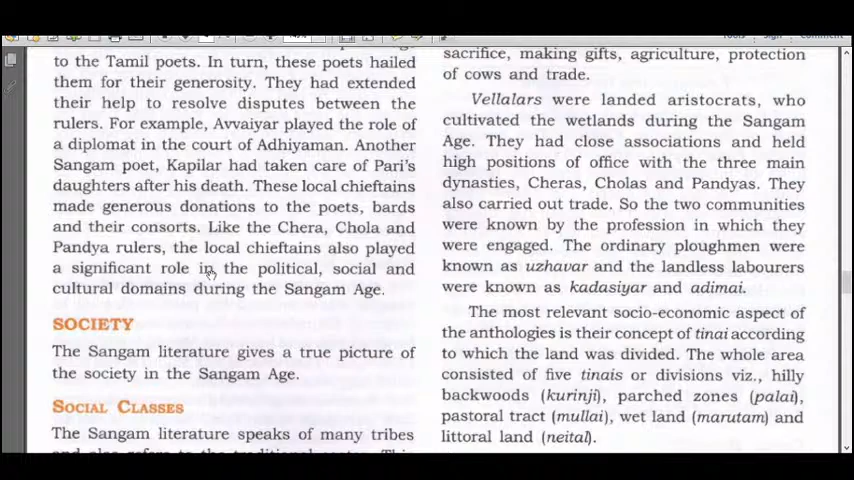 Tools
Sign
Comment
to the Tamil poets. In turn, these poets hailed
them for their generosity. They had extended
their help to resolve disputes between the
rulers. For example, Avvaiyar played the role of
a diplomat in the court of Adhiyaman. Another
Sangam poet, Kapilar had taken care of Pari's
daughters after his death. These local chieftains
made generous donations to the poets, bards
and their consorts. Like the Chera, Chola and
Pandya rulers, the local chieftains also played
a significant role in the political, social and
cultural domains during the Sangam Age.
SOCIETY
The Sangam literature gives a true picture of
the society in the Sangam Age.
SOCIAL CLASSES
The Sangam literature speaks of many tribes
sacrifice, making gifts, agriculture, protection
of cows and trade.
Vellalars were landed aristocrats, who
cultivated the wetlands during the Sangam
Age. They had close associations and held
high positions of office with the three main
dynasties, Cheras, Cholas and Pandyas. They
also carried out trade. So the two communities
were known by the profession in which they
were engaged. The ordinary ploughmen were
known as uzhavar and the landless labourers
were known as kadasiyar and adimai.
The most relevant socio-economic aspect of
the anthologies is their concept of tinai according
to which the land was divided. The whole area
consisted of five tinais or divisions viz., hilly
backwoods (kurinji), parched zones (palai),
pastoral tract (mullai), wet land (marutam) and
littoral land (neital).